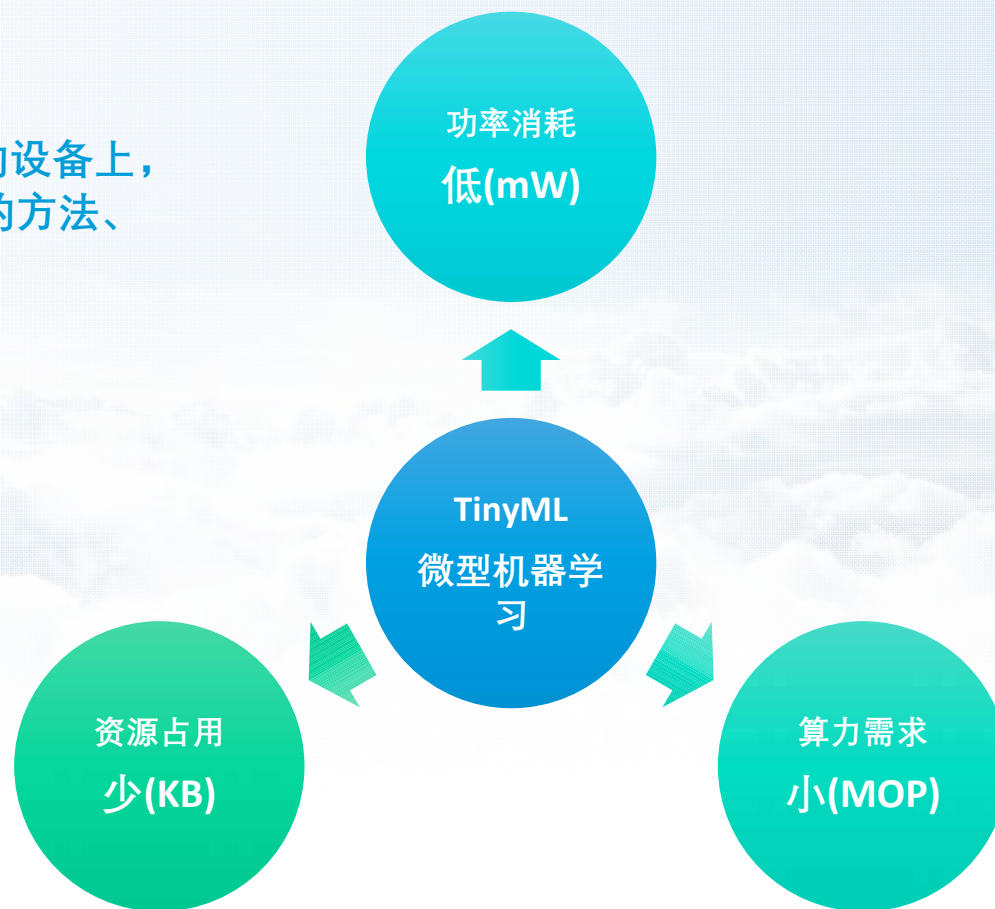 功率消耗
低(mW)
的设备上，
的方法、
TinyML
微型机器学
习
资源占用
少(KB)
算力需求
小(MOP)